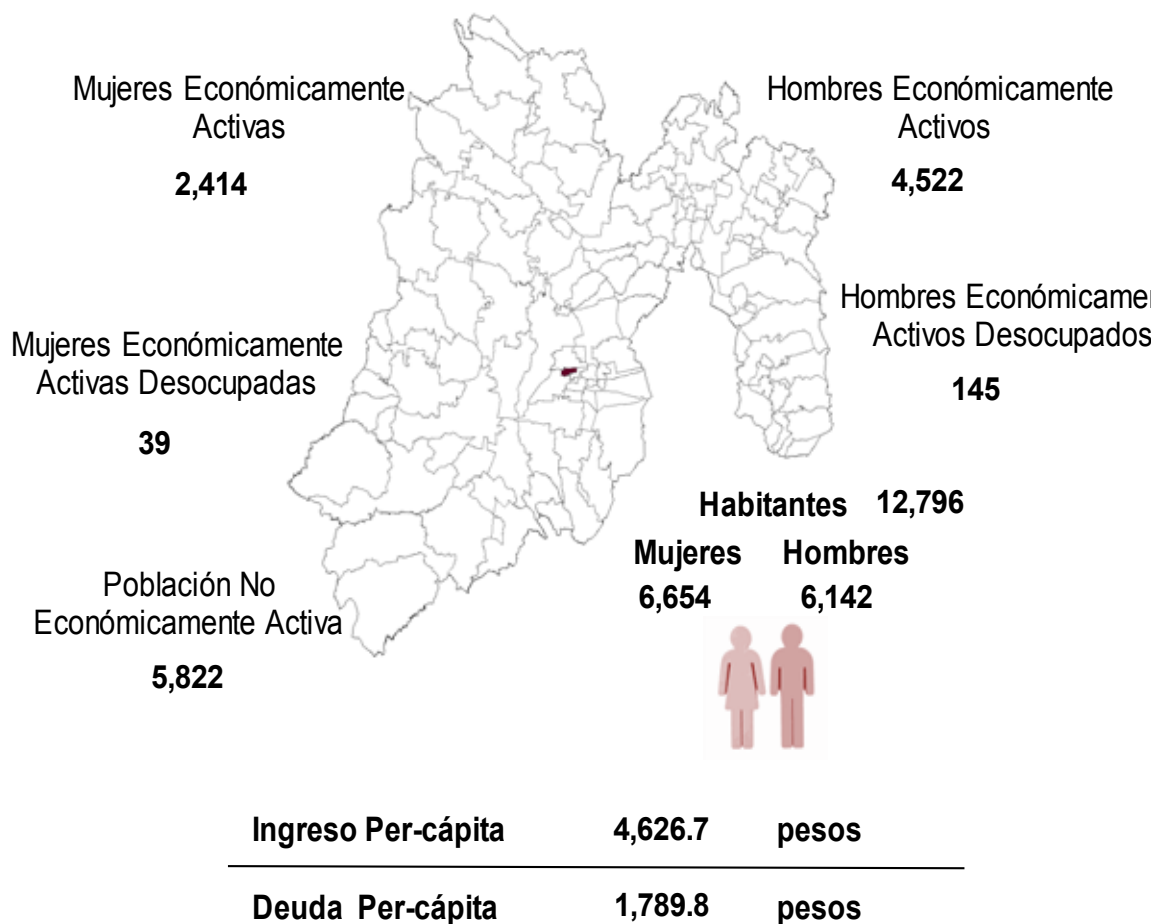 Mujeres Económicamente
Activas
2,414
Hombres Económicamente
Activos
4,522
Mujeres Económicamente
Activas Desocupadas
39
Hombres Económicame
Activos Desocupados
145
Habitantes 12,796
Mujeres Hombres
6,654 6,142
Población No
Económicamente Activa
5,822
Ingreso Per-cápita 4,626.7 pesos
Deuda Per-cápita 1,789.8 pesos